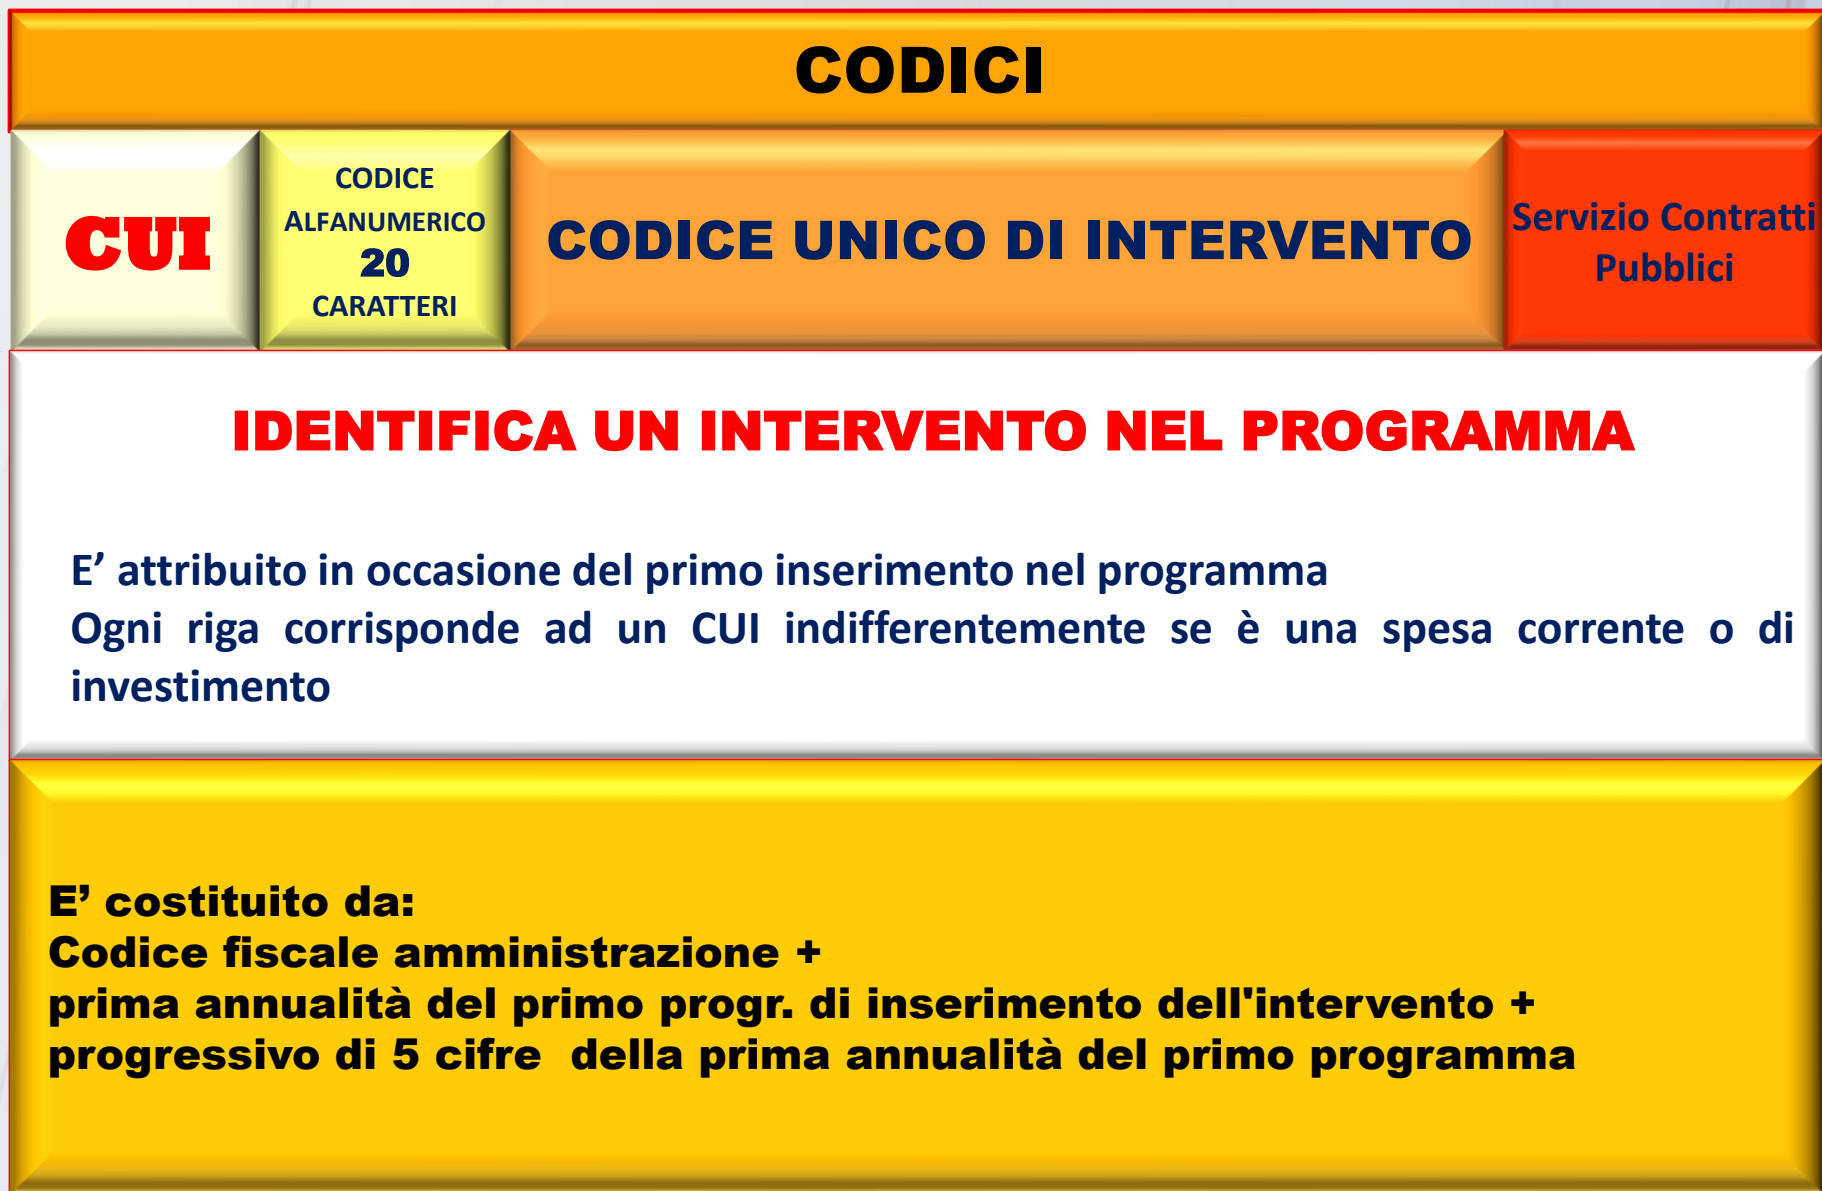 CODICI
CUI
CODICE
ALFANUMERICO
20
CARATTERI
CODICE UNICO DI INTERVENTO
Servizio Contratti
Pubblici
IDENTIFICA UN INTERVENTO NEL PROGRAMMA
E’ attribuito in occasione del primo inserimento nel programma
Ogni riga corrisponde ad un CUI indifferentemente se è una spesa corrente o di
investimento
E’ costituito da:
Codice fiscale amministrazione +
prima annualità del primo progr. di inserimento dell'intervento +
progressivo di 5 cifre  della prima annualità del primo programma